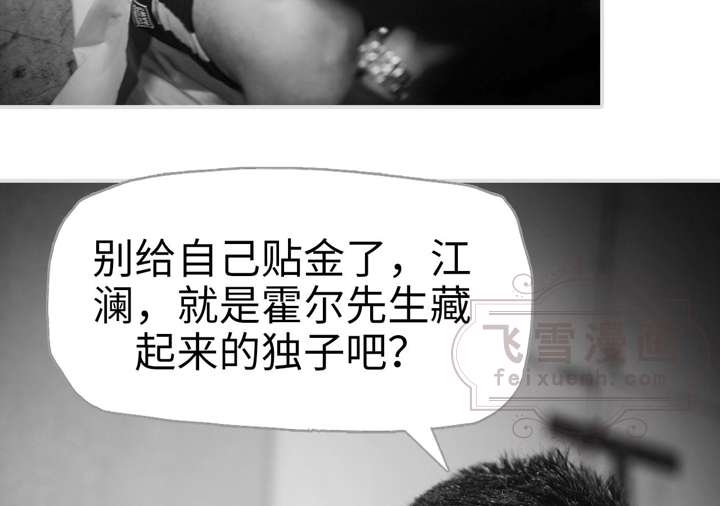 别给自己贴金了，江
澜，就是霍尔先生藏
起来的独子吧？
飞雪漫画
feixuemh.com